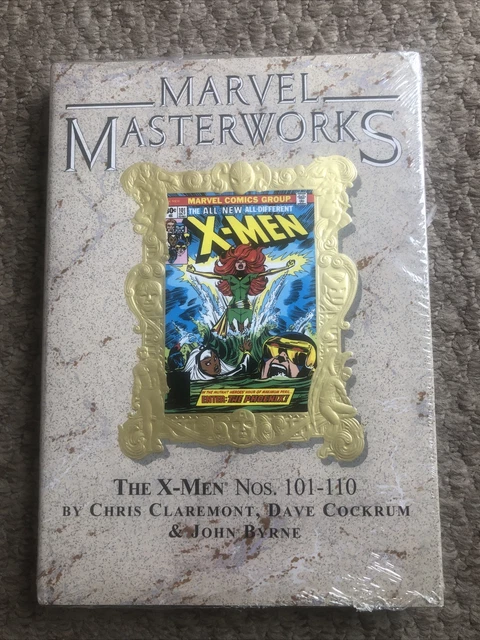 MARVEL
MASTERWORKS
MARVEL COMICS GROUP
THE ALL NEW ALL-DIFFERENT
X-MEN
ENTER: THE PHOENIX!
THE X-MEN® NOS. 101-110
BY CHRIS CLAREMONT, DAVE COCKRUM
& JOHN BYRNE